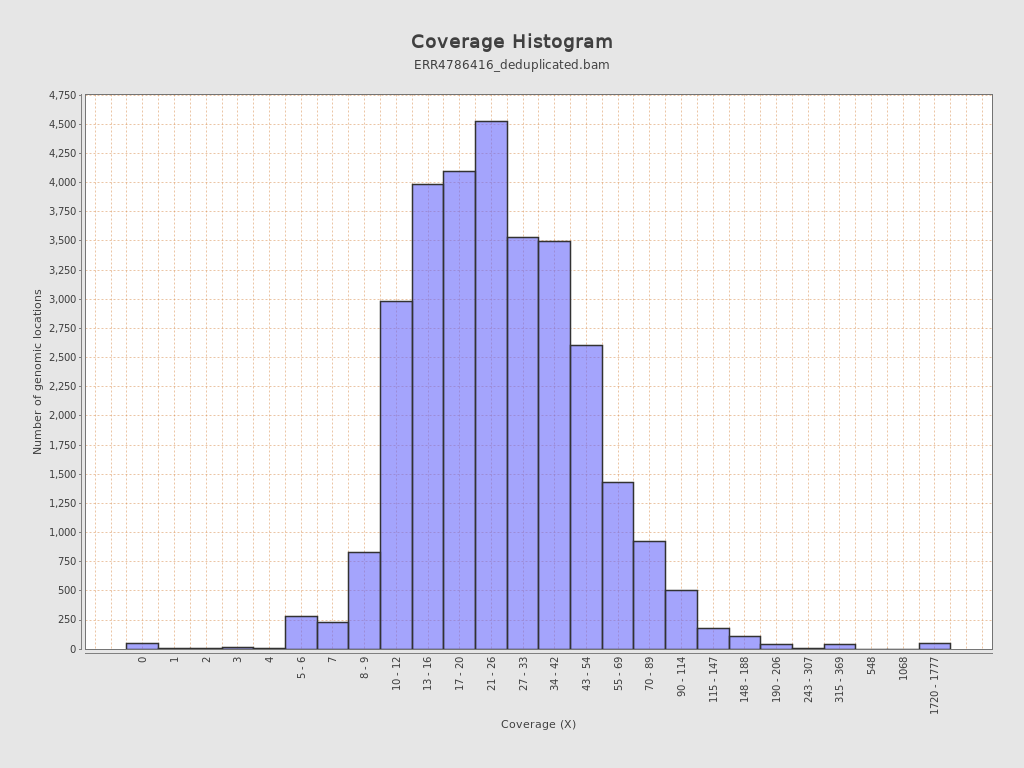 Coverage Histogram
ERR4786416_deduplicated.bam
4,750
4,500
4,250
4,000
3,750
3,500
3,250
3,000
2,750
2,500
2,250
2,000
1,750
1,500
1,250
1,000
750
500
250
0
Number of genomic locations
0
1
2
3
4
5 - 6
7
8 - 9
10 - 12
13 - 16
17 - 20
21 - 26
27 - 33
34 - 42
43 - 54
55 - 69
70 - 89
90 - 114
115 - 147
148 - 188
190 - 206
243 - 307
315 - 369
548
1068
1720 - 1777
Coverage (X)